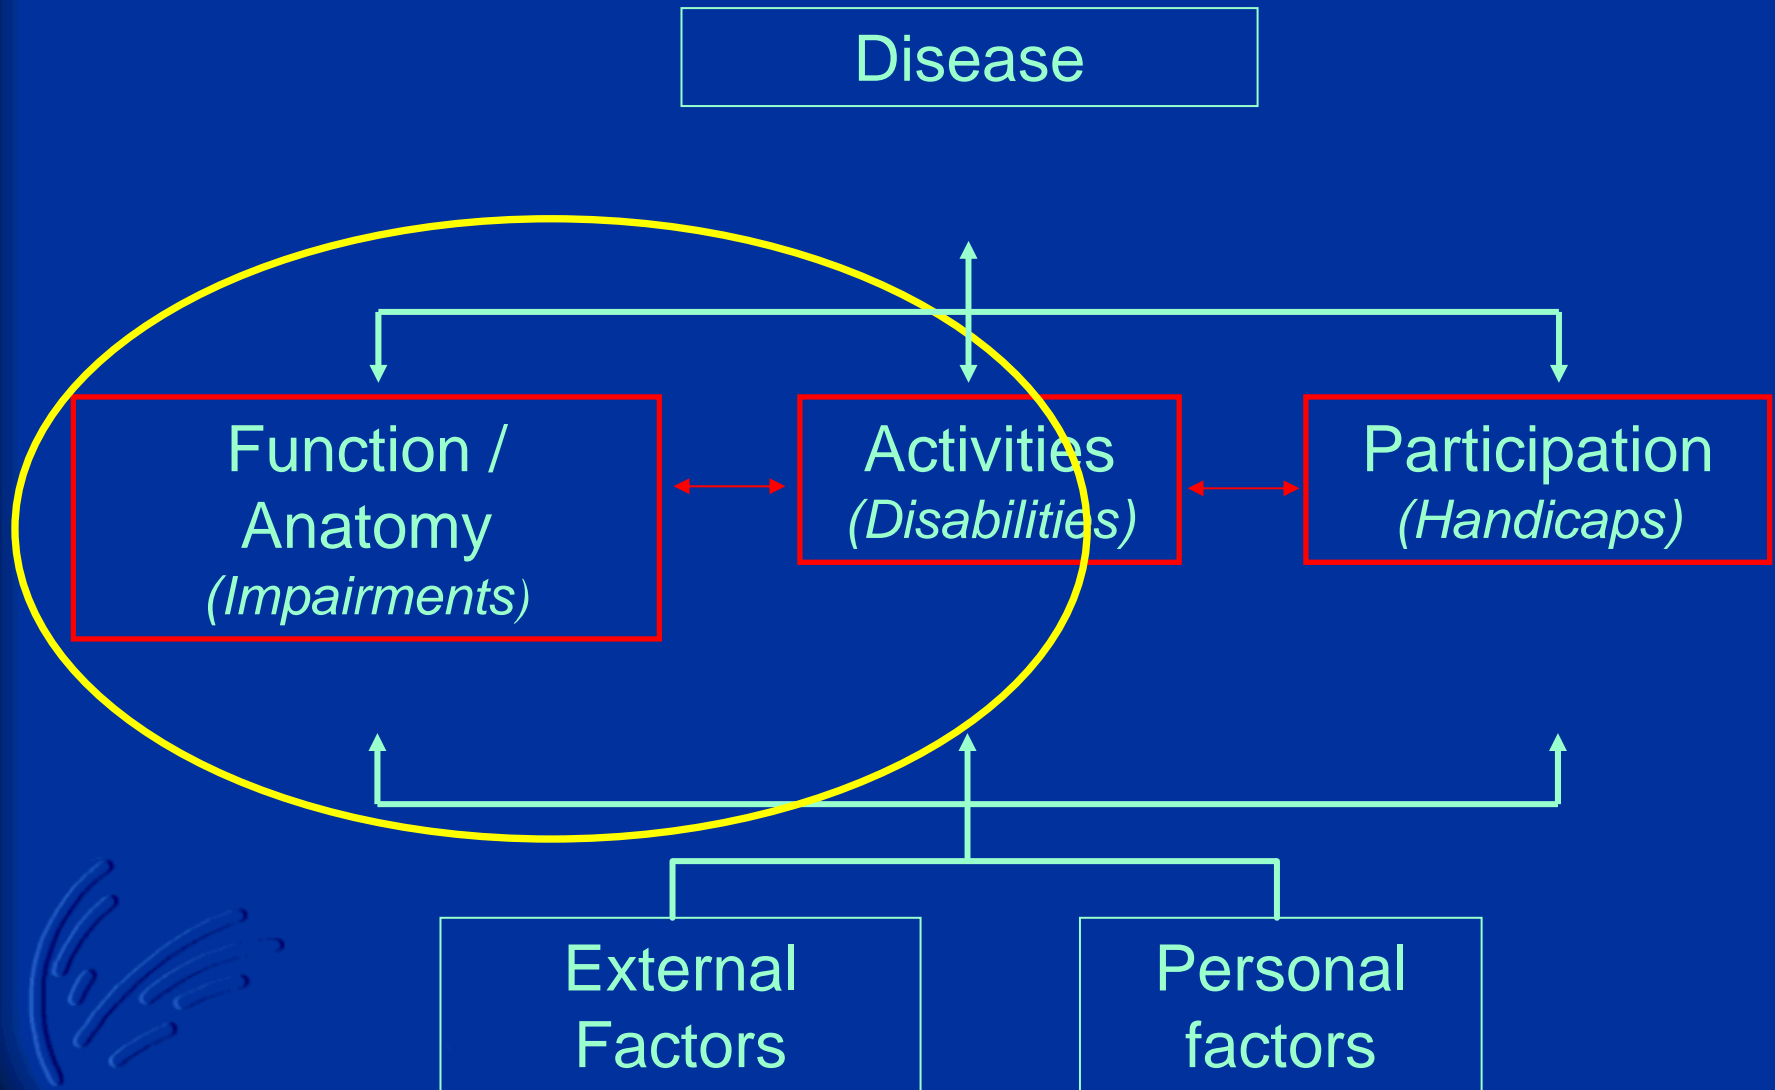 Disease
Function /
Anatomy
(Impairments)
Activities
(Disabilities)
Participation
(Handicaps)
External
Factors
Personal
factors